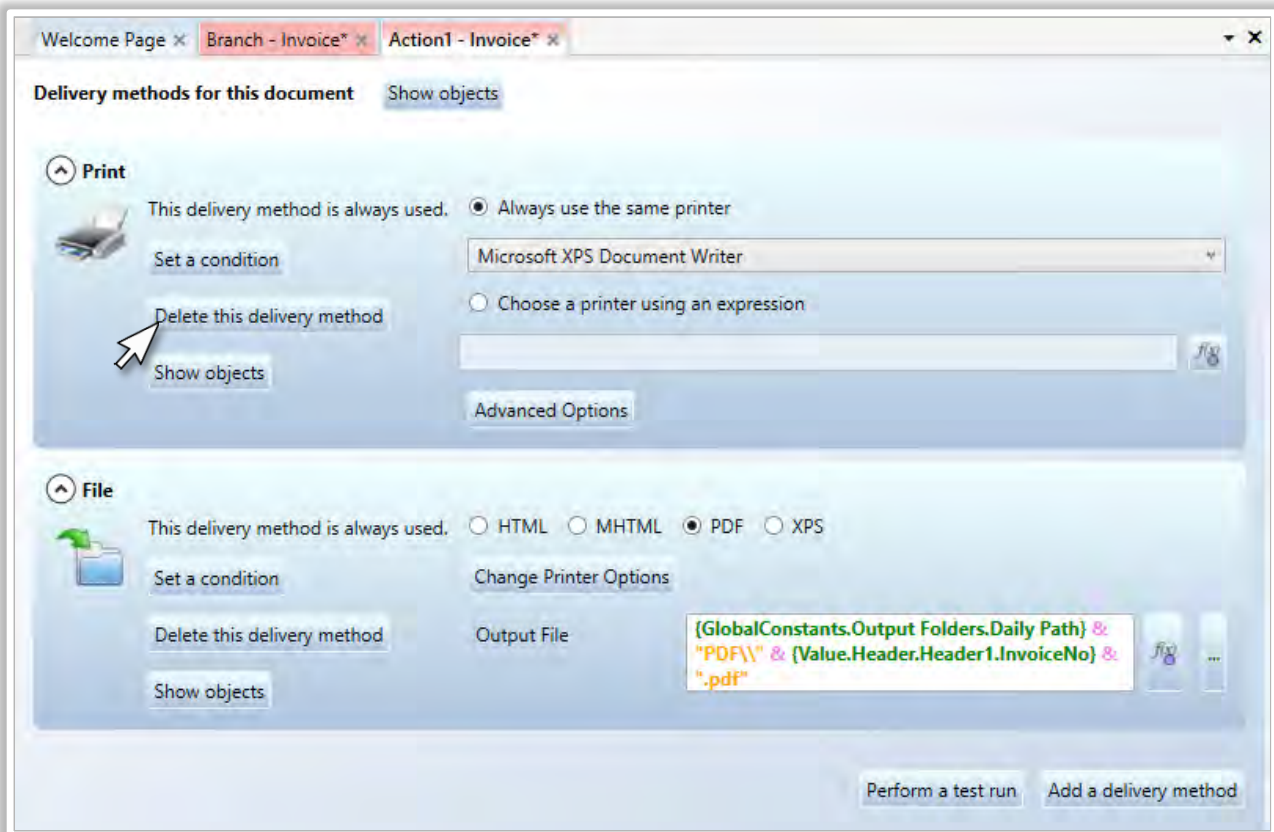 Welcome Page × Branch - Invoice* × Action1 - Invoice* ×
Delivery methods for this document Show objects
Print
This delivery method is always used. Always use the same printer
Set a condition Microsoft XPS Document Writer
Choose a printer using an expression
Delete this delivery method
Show objects f(x)
Advanced Options
File
This delivery method is always used. HTML MHTML PDF XPS
Set a condition Change Printer Options
Delete this delivery method Output File {GlobalConstants.Output Folders.Daily Path} &
"PDF\\" & {Value.Header.Header1.InvoiceNo} & f(x) ...
".pdf"
Show objects
Perform a test run Add a delivery method